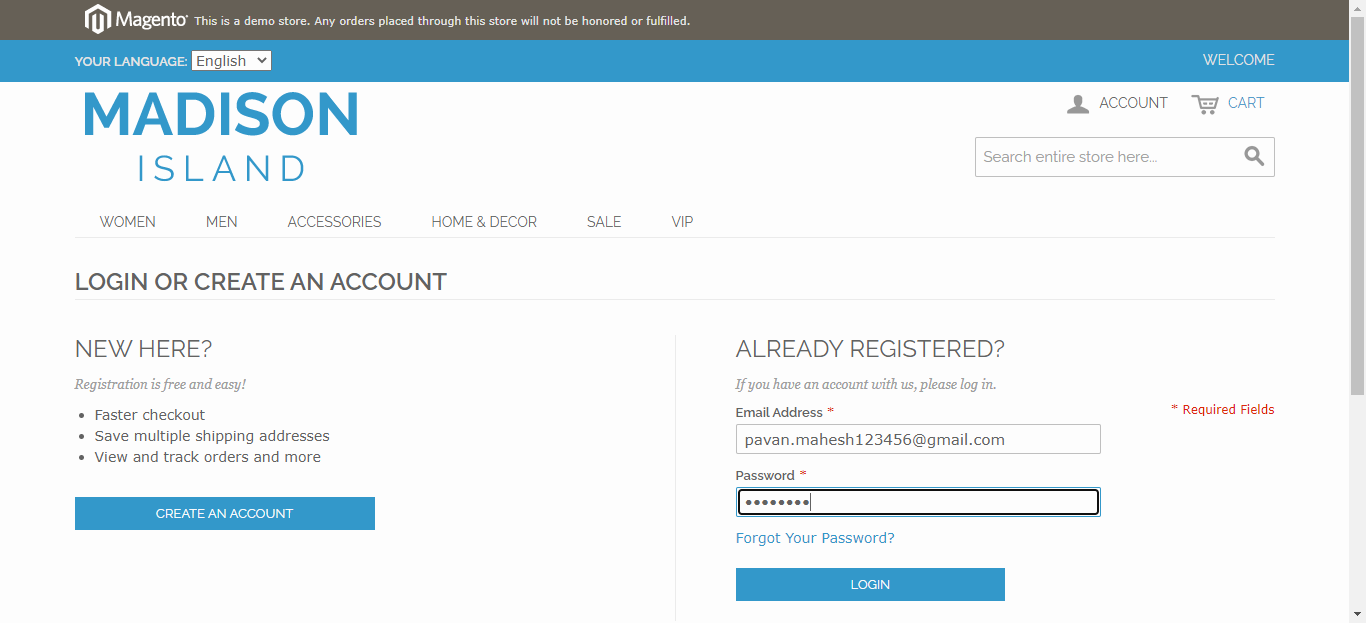 Magento This is a demo store. Any orders placed through this store will not be honored or fulfilled.
YOUR LANGUAGE: English WELCOME
MADISON
ISLAND
ACCOUNT CART
Search entire store here...
WOMEN MEN ACCESSORIES HOME & DECOR SALE VIP
LOGIN OR CREATE AN ACCOUNT
NEW HERE?
Registration is free and easy!
• Faster checkout
• Save multiple shipping addresses
• View and track orders and more
CREATE AN ACCOUNT
ALREADY REGISTERED?
If you have an account with us, please log in.
Email Address * * Required Fields
pavan.mahesh123456@gmail.com
Password *
••••••••
Forgot Your Password?
LOGIN